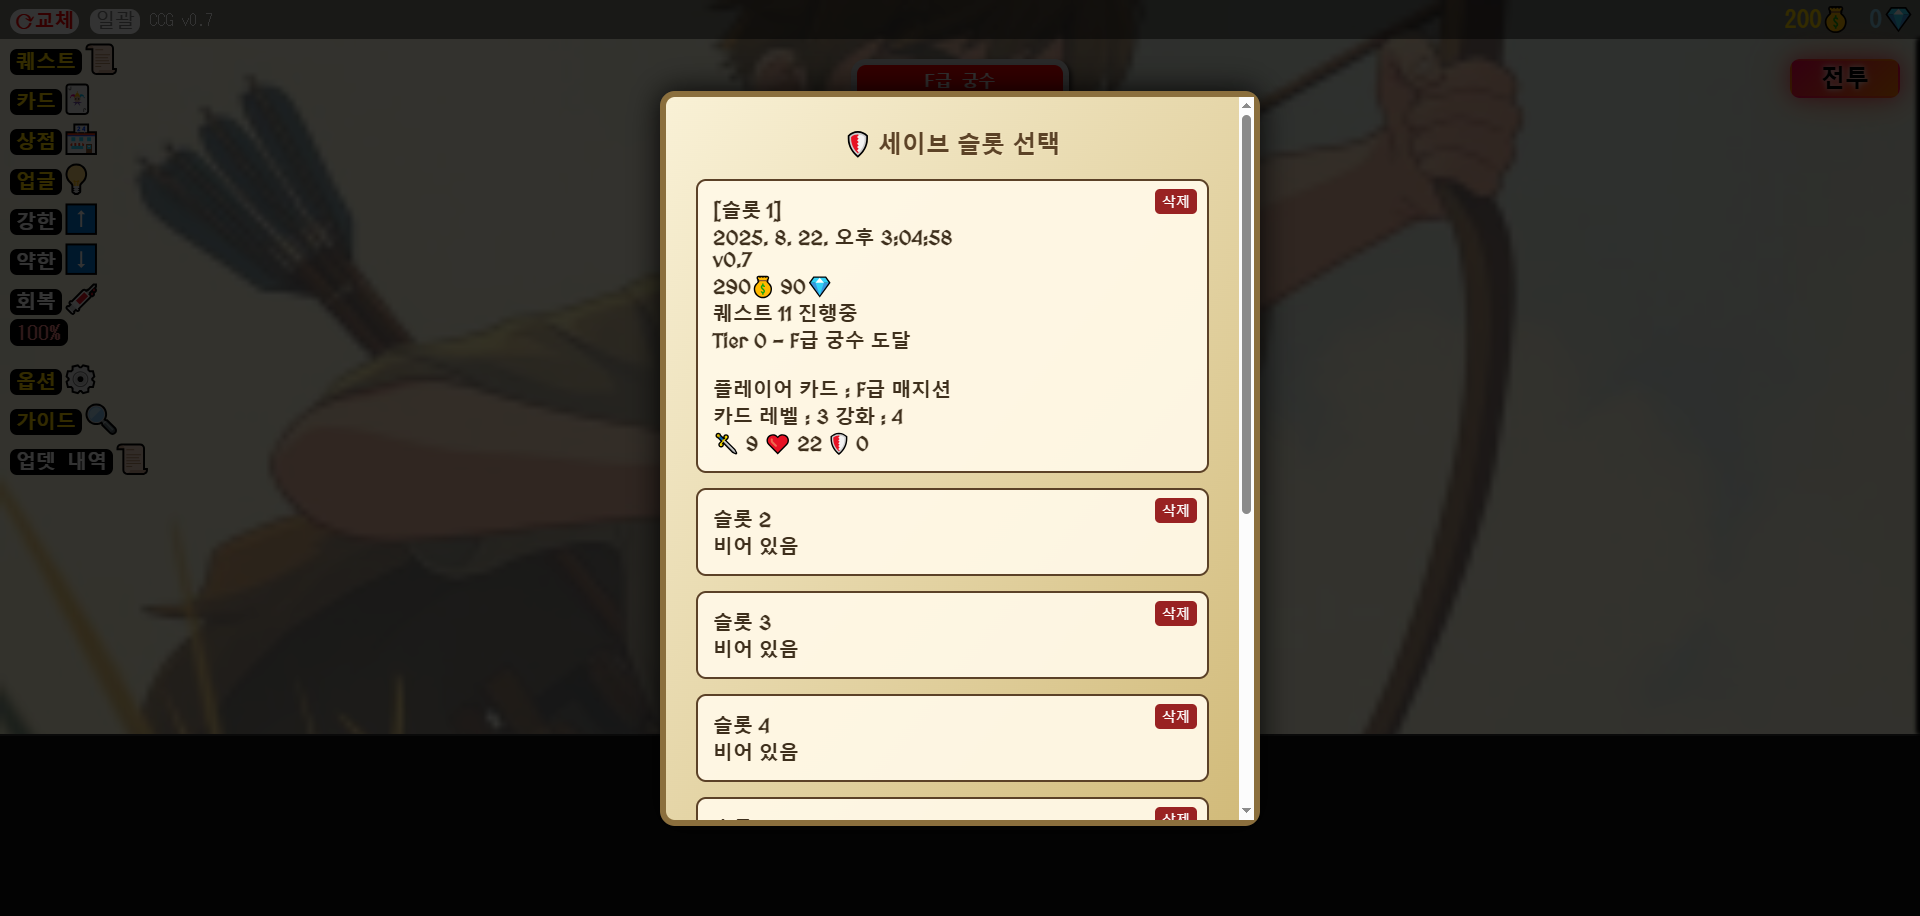 교체 일괄 CCG v0.7
200 0
퀘스트
카드
상점
업글
강한
약한
회복
100%
옵션
가이드
업뎃 내역
F급 궁수
전투
세이브 슬롯 선택
[슬롯 1]
삭제
2025. 8. 22. 오후 3:04:58
v0.7
290 90
퀘스트 11 진행중
Tier 0 - F급 궁수 도달
플레이어 카드 : F급 매지션
카드 레벨 : 3 강화 : 4
9 22 0
슬롯 2
삭제
비어 있음
슬롯 3
삭제
비어 있음
슬롯 4
삭제
비어 있음
삭제